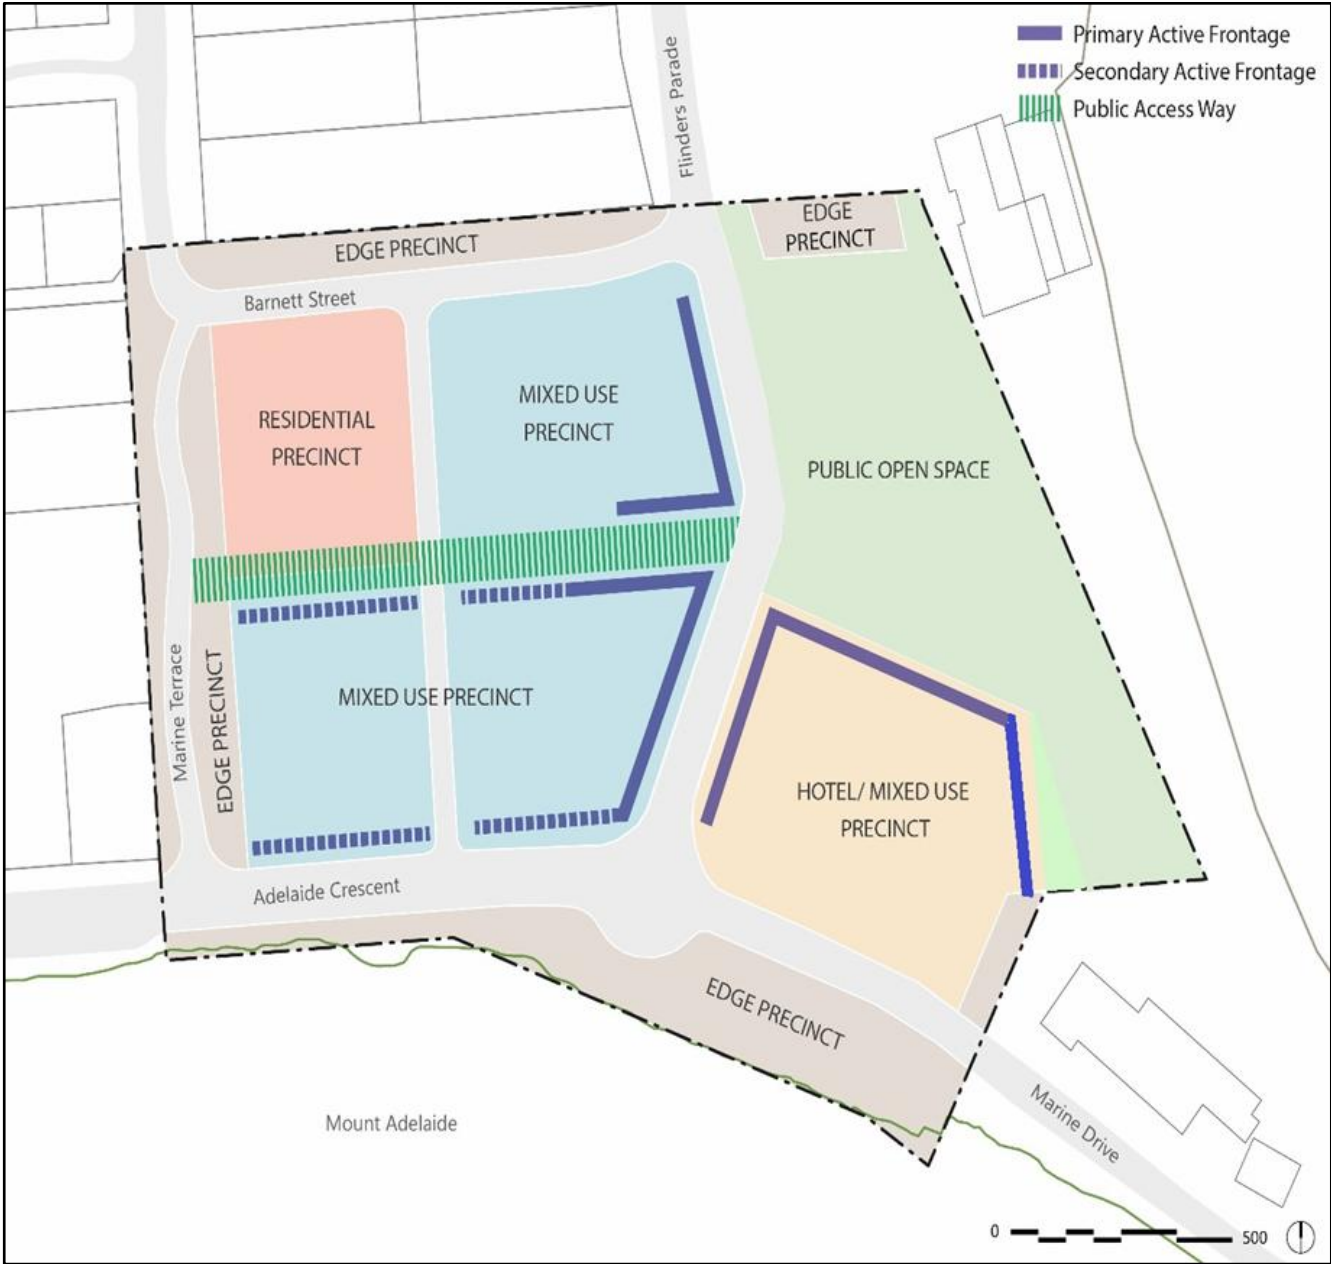 Primary Active Frontage
Secondary Active Frontage
Public Access Way
Flinders Parade
EDGE
PRECINCT
EDGE PRECINCT
Barnett Street
RESIDENTIAL
PRECINCT
MIXED USE
PRECINCT
PUBLIC OPEN SPACE
Marine Terrace
EDGE PRECINCT
MIXED USE PRECINCT
HOTEL/ MIXED USE
PRECINCT
Adelaide Crescent
EDGE PRECINCT
Mount Adelaide
Marine Drive
0
500